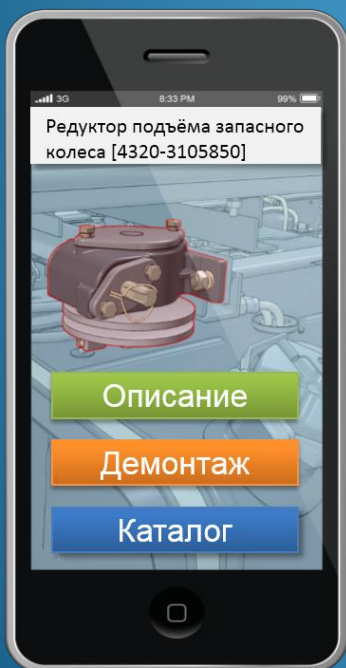 3G 8:33 PM 99%
Редуктор подъёма запасного
колеса [4320-3105850]
Описание
Демонтаж
Каталог